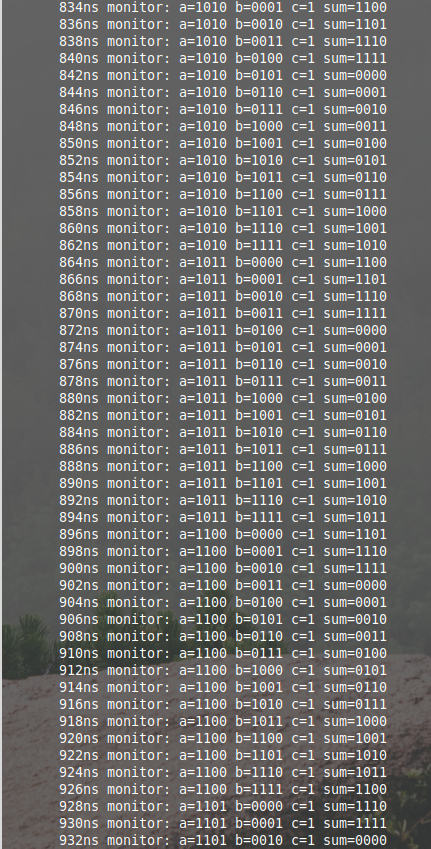 834ns monitor: a=1010 b=0001 c=1 sum=1100
836ns monitor: a=1010 b=0010 c=1 sum=1101
838ns monitor: a=1010 b=0011 c=1 sum=1110
840ns monitor: a=1010 b=0100 c=1 sum=1111
842ns monitor: a=1010 b=0101 c=1 sum=0000
844ns monitor: a=1010 b=0110 c=1 sum=0001
846ns monitor: a=1010 b=0111 c=1 sum=0010
848ns monitor: a=1010 b=1000 c=1 sum=0011
850ns monitor: a=1010 b=1001 c=1 sum=0100
852ns monitor: a=1010 b=1010 c=1 sum=0101
854ns monitor: a=1010 b=1011 c=1 sum=0110
856ns monitor: a=1010 b=1100 c=1 sum=0111
858ns monitor: a=1010 b=1101 c=1 sum=1000
860ns monitor: a=1010 b=1110 c=1 sum=1001
862ns monitor: a=1010 b=1111 c=1 sum=1010
864ns monitor: a=1011 b=0000 c=1 sum=1100
866ns monitor: a=1011 b=0001 c=1 sum=1101
868ns monitor: a=1011 b=0010 c=1 sum=1110
870ns monitor: a=1011 b=0011 c=1 sum=1111
872ns monitor: a=1011 b=0100 c=1 sum=0000
874ns monitor: a=1011 b=0101 c=1 sum=0001
876ns monitor: a=1011 b=0110 c=1 sum=0010
878ns monitor: a=1011 b=0111 c=1 sum=0011
880ns monitor: a=1011 b=1000 c=1 sum=0100
882ns monitor: a=1011 b=1001 c=1 sum=0101
884ns monitor: a=1011 b=1010 c=1 sum=0110
886ns monitor: a=1011 b=1011 c=1 sum=0111
888ns monitor: a=1011 b=1100 c=1 sum=1000
890ns monitor: a=1011 b=1101 c=1 sum=1001
892ns monitor: a=1011 b=1110 c=1 sum=1010
894ns monitor: a=1011 b=1111 c=1 sum=1011
896ns monitor: a=1100 b=0000 c=1 sum=1101
898ns monitor: a=1100 b=0001 c=1 sum=1110
900ns monitor: a=1100 b=0010 c=1 sum=1111
902ns monitor: a=1100 b=0011 c=1 sum=0000
904ns monitor: a=1100 b=0100 c=1 sum=0001
906ns monitor: a=1100 b=0101 c=1 sum=0010
908ns monitor: a=1100 b=0110 c=1 sum=0011
910ns monitor: a=1100 b=0111 c=1 sum=0100
912ns monitor: a=1100 b=1000 c=1 sum=0101
914ns monitor: a=1100 b=1001 c=1 sum=0110
916ns monitor: a=1100 b=1010 c=1 sum=0111
918ns monitor: a=1100 b=1011 c=1 sum=1000
920ns monitor: a=1100 b=1100 c=1 sum=1001
922ns monitor: a=1100 b=1101 c=1 sum=1010
924ns monitor: a=1100 b=1110 c=1 sum=1011
926ns monitor: a=1100 b=1111 c=1 sum=1100
928ns monitor: a=1101 b=0000 c=1 sum=1110
930ns monitor: a=1101 b=0001 c=1 sum=1111
932ns monitor: a=1101 b=0010 c=1 sum=0000